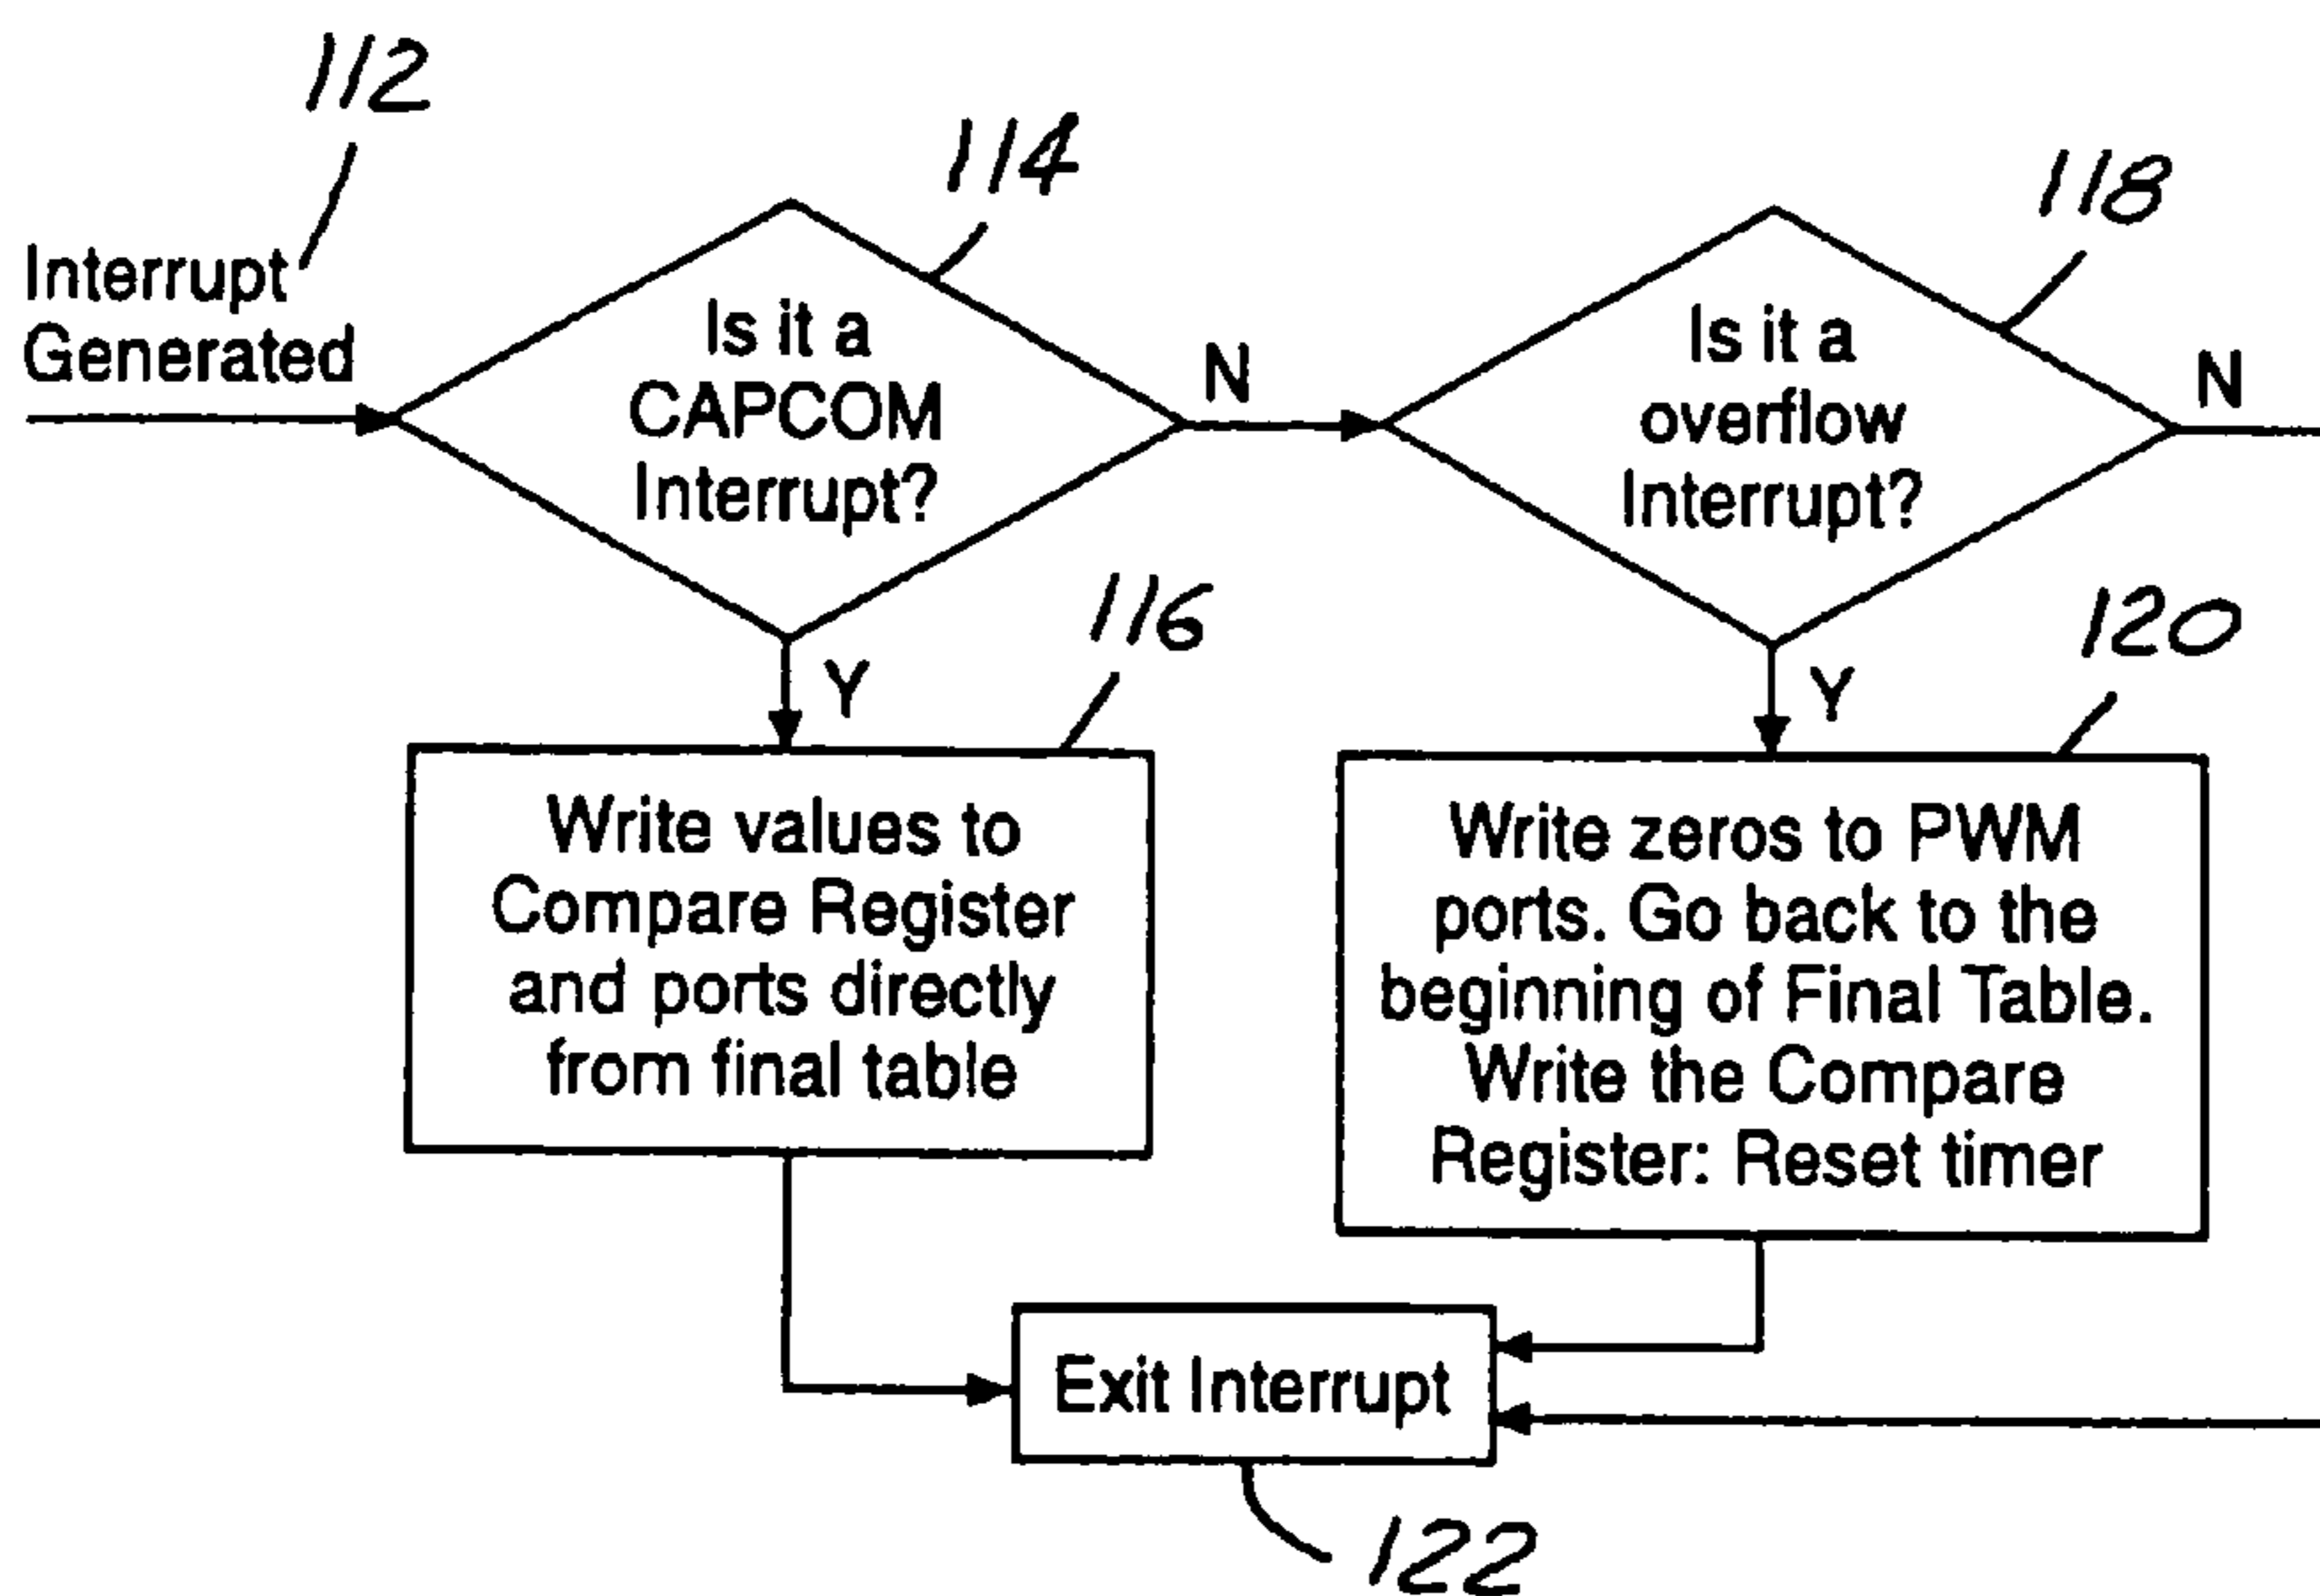 112
Interrupt
Generated
114
Is it a
CAPCOM
Interrupt?
N
118
Is it a
overflow
Interrupt?
N
Y
116
Write values to
Compare Register
and ports directly
from final table
Y
120
Write zeros to PWM
ports. Go back to the
beginning of Final Table.
Write the Compare
Register: Reset timer
Exit Interrupt
122